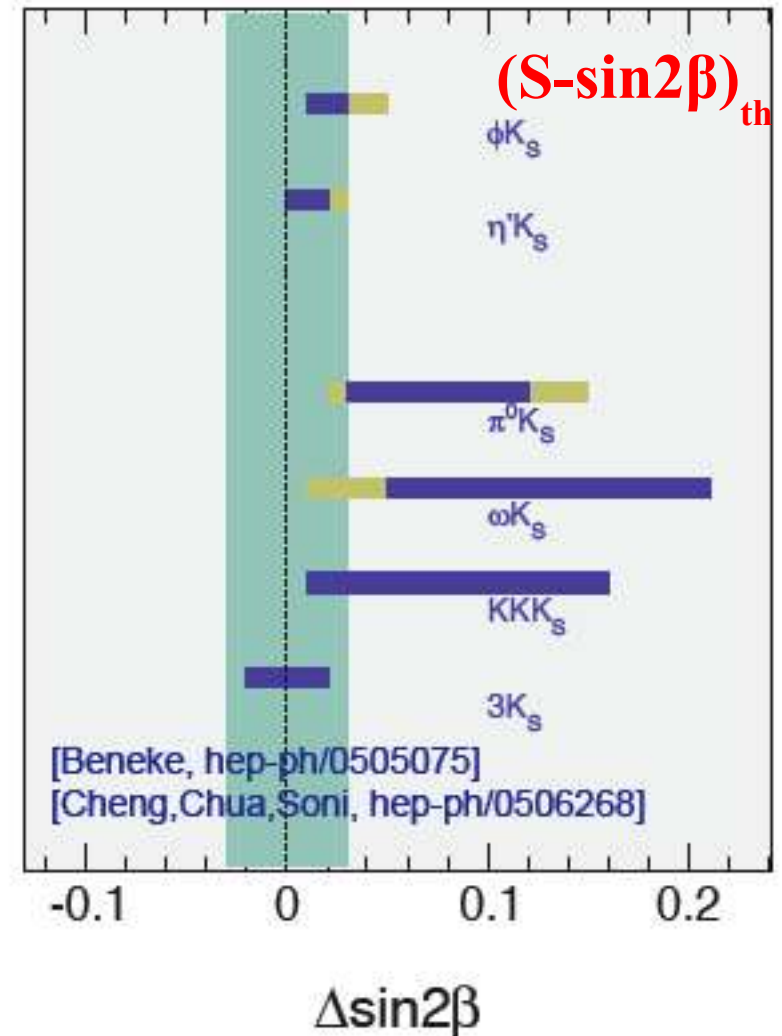 (S-sin2β)th
ϕKS
η'KS
π0KS
ωKS
KKKS
3KS
[Beneke, hep-ph/0505075]
[Cheng,Chua,Soni, hep-ph/0506268]
-0.1 0 0.1 0.2
Δsin2β